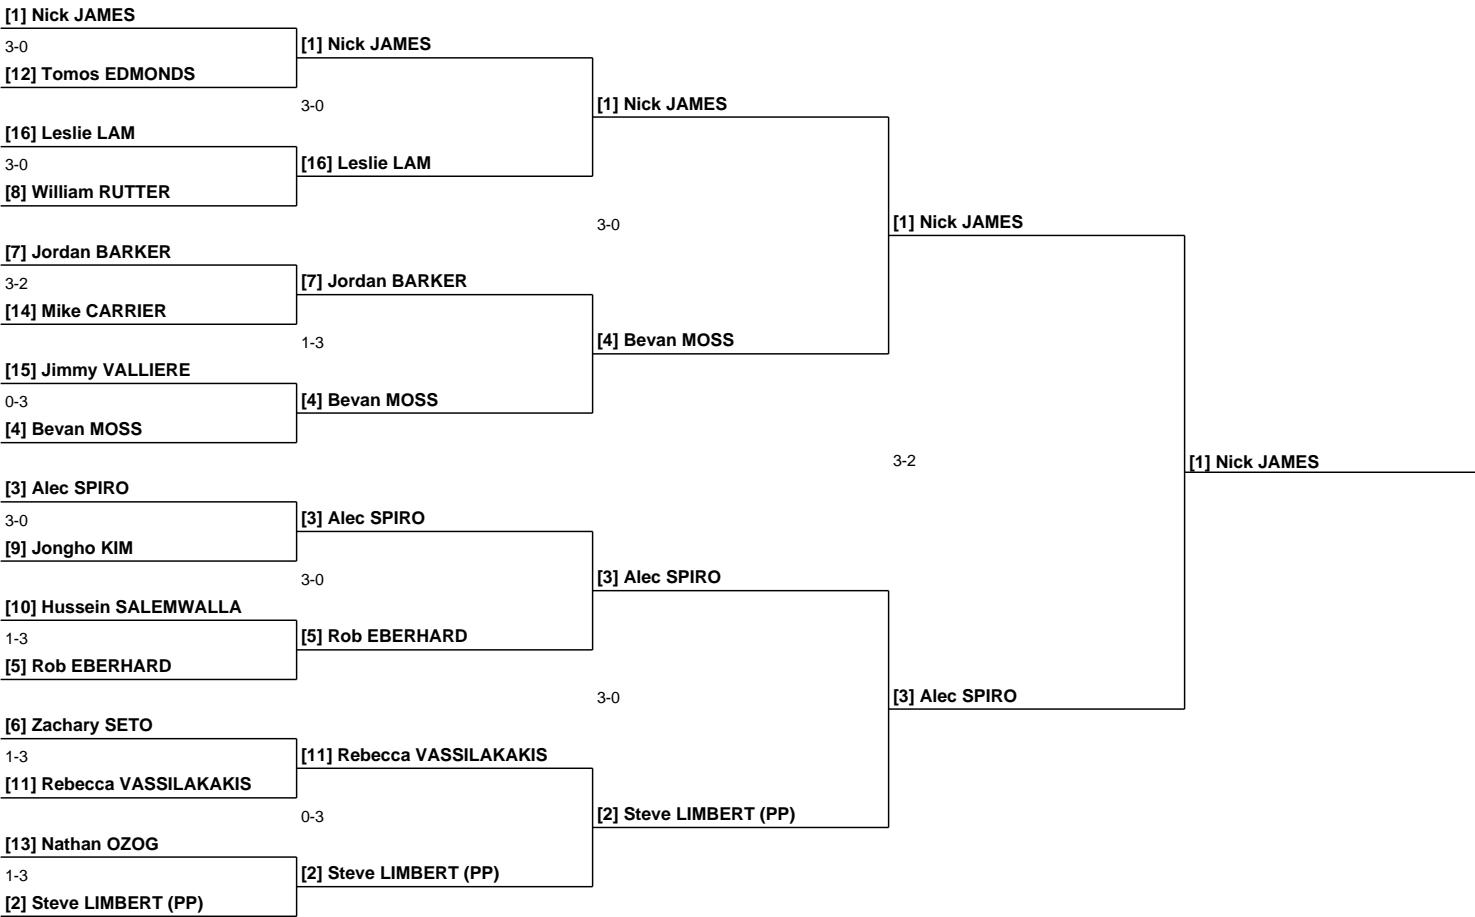 [1] Nick JAMES
3-0
[12] Tomos EDMONDS
[16] Leslie LAM
3-0
[8] William RUTTER
[7] Jordan BARKER
3-2
[14] Mike CARRIER
[15] Jimmy VALLIERE
0-3
[4] Bevan MOSS
[3] Alec SPIRO
3-0
[9] Jongho KIM
[10] Hussein SALEMWALLA
1-3
[5] Rob EBERHARD
[6] Zachary SETO
1-3
[11] Rebecca VASSILAKAKIS
[13] Nathan OZOG
1-3
[2] Steve LIMBERT (PP)
[1] Nick JAMES
3-0
[16] Leslie LAM
[7] Jordan BARKER
1-3
[4] Bevan MOSS
[3] Alec SPIRO
3-0
[5] Rob EBERHARD
[11] Rebecca VASSILAKAKIS
0-3
[2] Steve LIMBERT (PP)
[1] Nick JAMES
3-0
[4] Bevan MOSS
[3] Alec SPIRO
3-0
[2] Steve LIMBERT (PP)
[1] Nick JAMES
3-2
[3] Alec SPIRO
[1] Nick JAMES